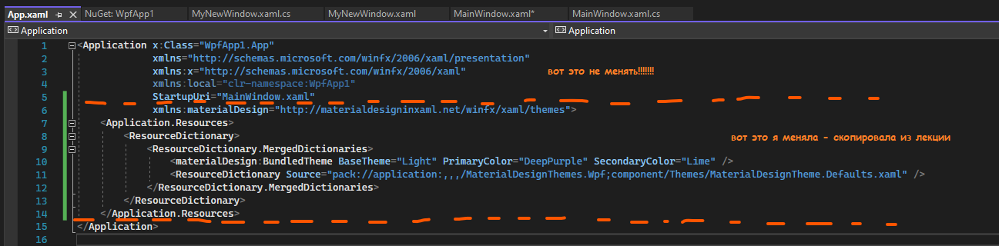 App.xaml NuGet: WpfApp1 MyNewWindow.xaml.cs MyNewWindow.xaml MainWindow.xaml* MainWindow.xaml.cs
Application Application
1 <Application x:Class="WpfApp1.App"
2 xmlns="http://schemas.microsoft.com/winfx/2006/xaml/presentation"
3 xmlns:x="http://schemas.microsoft.com/winfx/2006/xaml" вот это не менять!!!!!!!
4 xmlns:local="clr-namespace:WpfApp1"
5 StartupUri="MainWindow.xaml"
6 xmlns:materialDesign="http://materialdesigninxaml.net/winfx/xaml/themes">
7 <Application.Resources>
8 <ResourceDictionary> вот это я меняла - скопировала из лекции
9 <ResourceDictionary.MergedDictionaries>
10 <materialDesign:BundledTheme BaseTheme="Light" PrimaryColor="DeepPurple" SecondaryColor="Lime" />
11 <ResourceDictionary Source="pack://application:,,,/MaterialDesignThemes.Wpf;component/Themes/MaterialDesignTheme.Defaults.xaml" />
12 </ResourceDictionary.MergedDictionaries>
13 </ResourceDictionary>
14 </Application.Resources>
15 </Application>
16